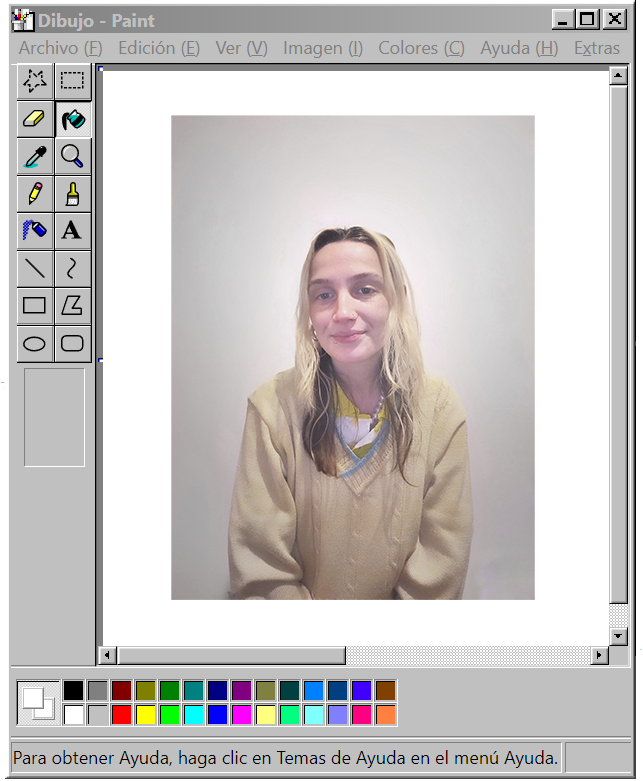 Dibujo - Paint
Archivo (F) Edición (E) Ver (V) Imagen (I) Colores (C) Ayuda (H) Extras
A
Para obtener Ayuda, haga clic en Temas de Ayuda en el menú Ayuda.